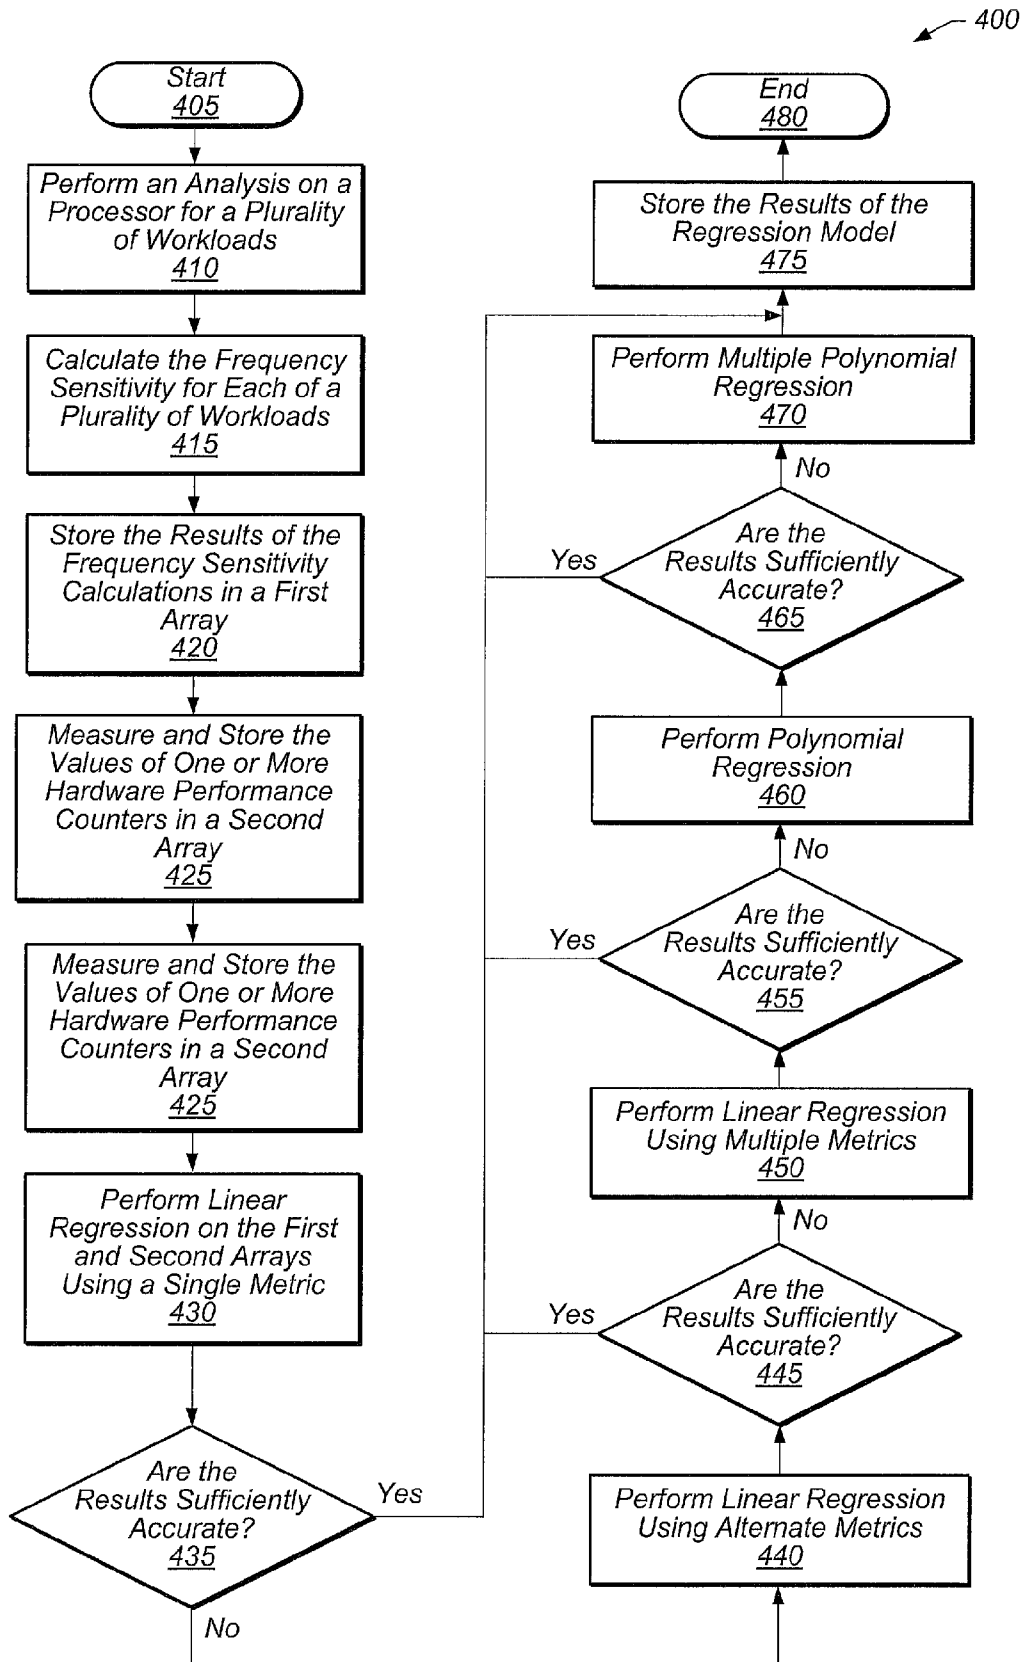 400
Start
405
Perform an Analysis on a
Processor for a Plurality
of Workloads
410
Calculate the Frequency
Sensitivity for Each of a
Plurality of Workloads
415
Store the Results of the
Frequency Sensitivity
Calculations in a First
Array
420
Measure and Store the
Values of One or More
Hardware Performance
Counters in a Second
Array
425
Measure and Store the
Values of One or More
Hardware Performance
Counters in a Second
Array
425
Perform Linear
Regression on the First
and Second Arrays
Using a Single Metric
430
Are the
Results Sufficiently
Accurate?
435
Yes
No
Perform Linear Regression
Using Alternate Metrics
440
Are the
Results Sufficiently
Accurate?
445
Yes
No
Perform Linear Regression
Using Multiple Metrics
450
Are the
Results Sufficiently
Accurate?
455
Yes
No
Perform Polynomial
Regression
460
Are the
Results Sufficiently
Accurate?
465
Yes
No
Perform Multiple Polynomial
Regression
470
Store the Results of the
Regression Model
475
End
480